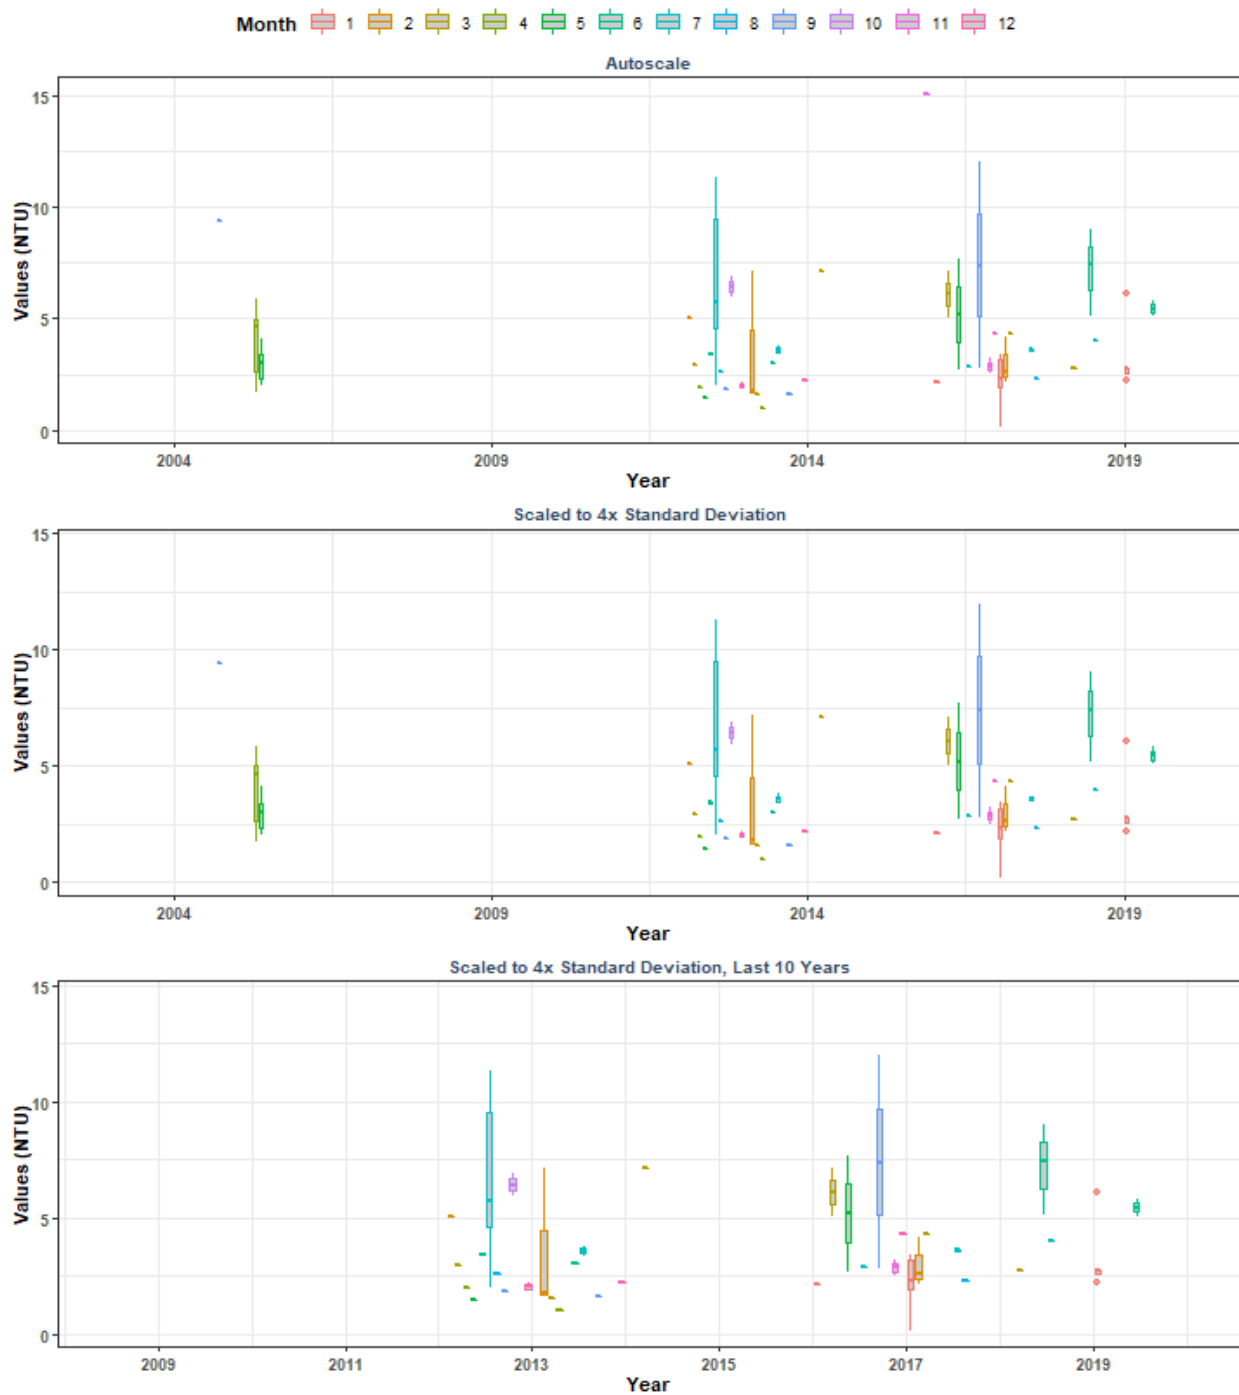 Month 1 2 3 4 5 6 7 8 9 10 11 12
Autoscale
15
10
5
0
Values (NTU)
2004 2009 2014 2019
Year
Scaled to 4x Standard Deviation
15
10
5
0
Values (NTU)
2004 2009 2014 2019
Year
Scaled to 4x Standard Deviation, Last 10 Years
15
10
5
0
Values (NTU)
2009 2011 2013 2015 2017 2019
Year